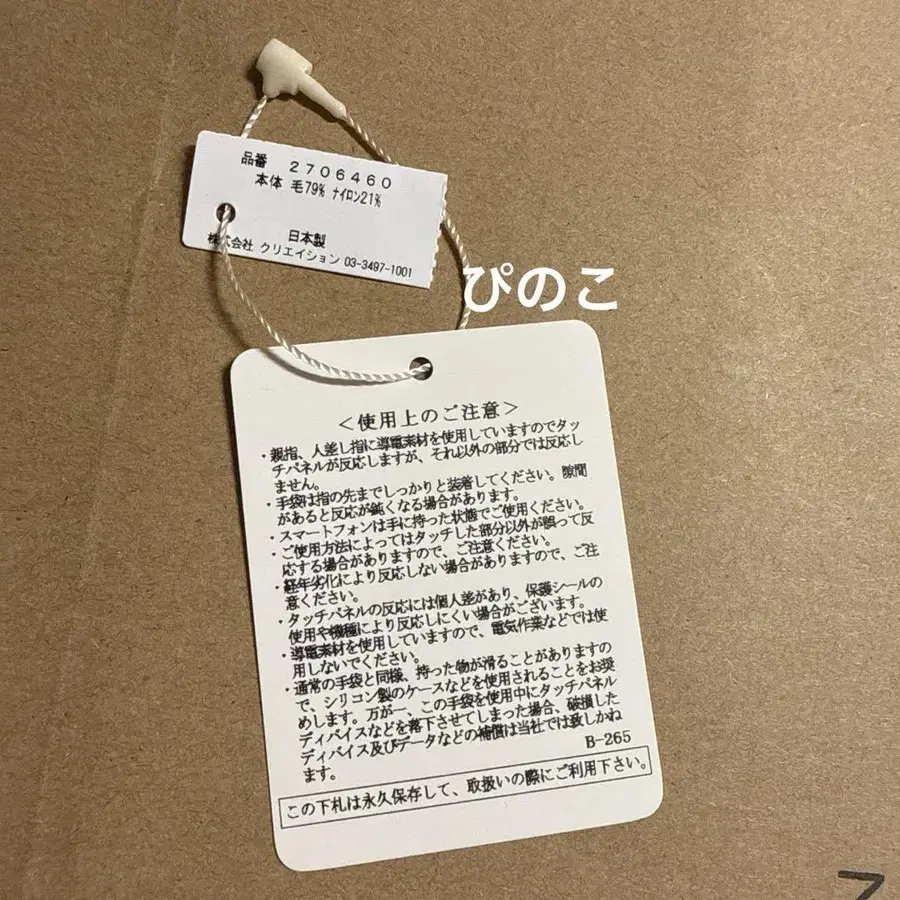 品番 2706460
本体 毛79% ナイロン21%
日本製
株式会社 クリエイション 03-3497-1001
ぴのこ
＜使用上のご注意＞
・親指、人差し指に導電素材を使用していますのでタッ
チパネルが反応しますが、それ以外の部分では反応し
ません。
・手袋は指の先までしっかりと装着してください。隙間
があると反応が鈍くなる場合があります。
・スマートフォンは手に持った状態でご使用ください。
・ご使用方法によってはタッチした部分以外が誤って反
応する場合がありますので、ご注意ください。
・経年劣化により反応しない場合がありますので、ご注
意ください。
・タッチパネルの反応には個人差があり、保護シールの
使用や機種により反応しにくい場合がございます。
・導電素材を使用していますので、電気作業などでは使
用しないでください。
・通常の手袋と同様、持った物が滑ることがありますの
で、シリコン製のケースなどを使用されることをお奨
めします。万が一、この手袋を使用中にタッチパネル
ディバイスなどを落下させてしまった場合、破損した
ディバイス及びデータなどの補償は当社では致しかね
ます。
B-265
この下札は永久保存して、取扱いの際にご利用下さい。